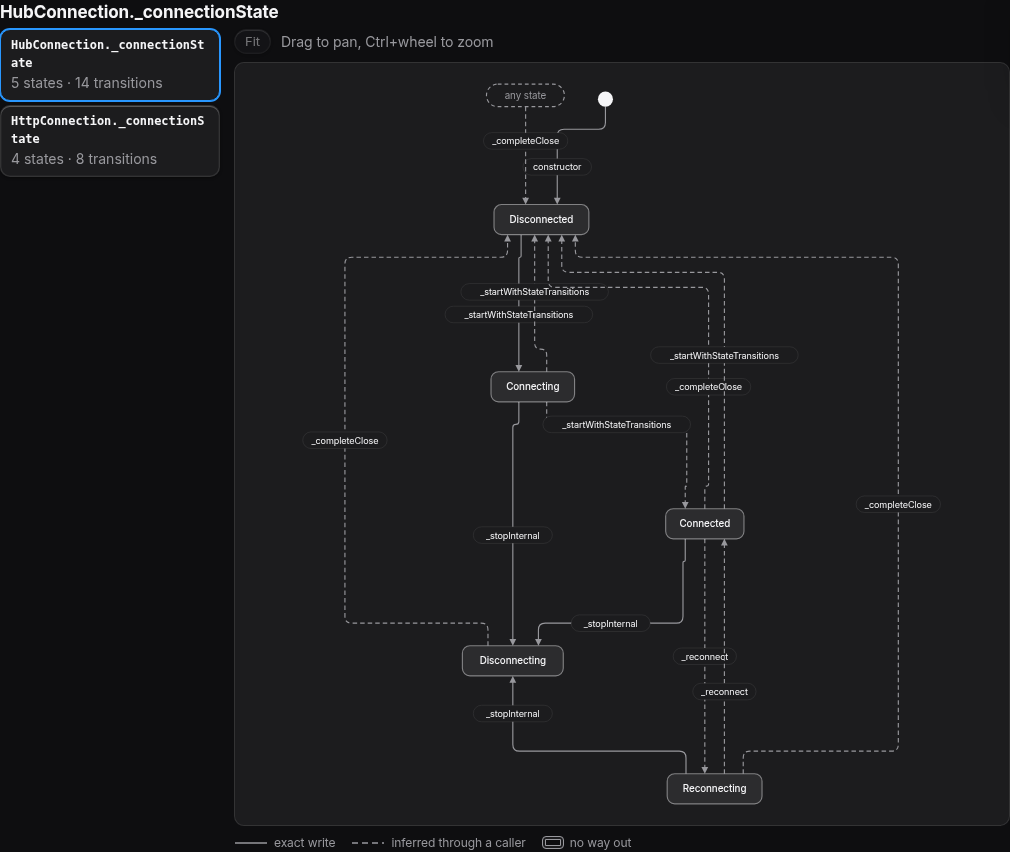 HubConnection._connectionState
HubConnection._connectionSt
ate
5 states · 14 transitions
HttpConnection._connectionS
tate
4 states · 8 transitions
Fit
Drag to pan, Ctrl+wheel to zoom
any state
_completeClose
constructor
Disconnected
_startWithStateTransitions
_startWithStateTransitions
_startWithStateTransitions
Connecting
_completeClose
_startWithStateTransitions
_completeClose
_completeClose
Connected
_stopInternal
_stopInternal
_reconnect
Disconnecting
_reconnect
_stopInternal
Reconnecting
exact write
inferred through a caller
no way out